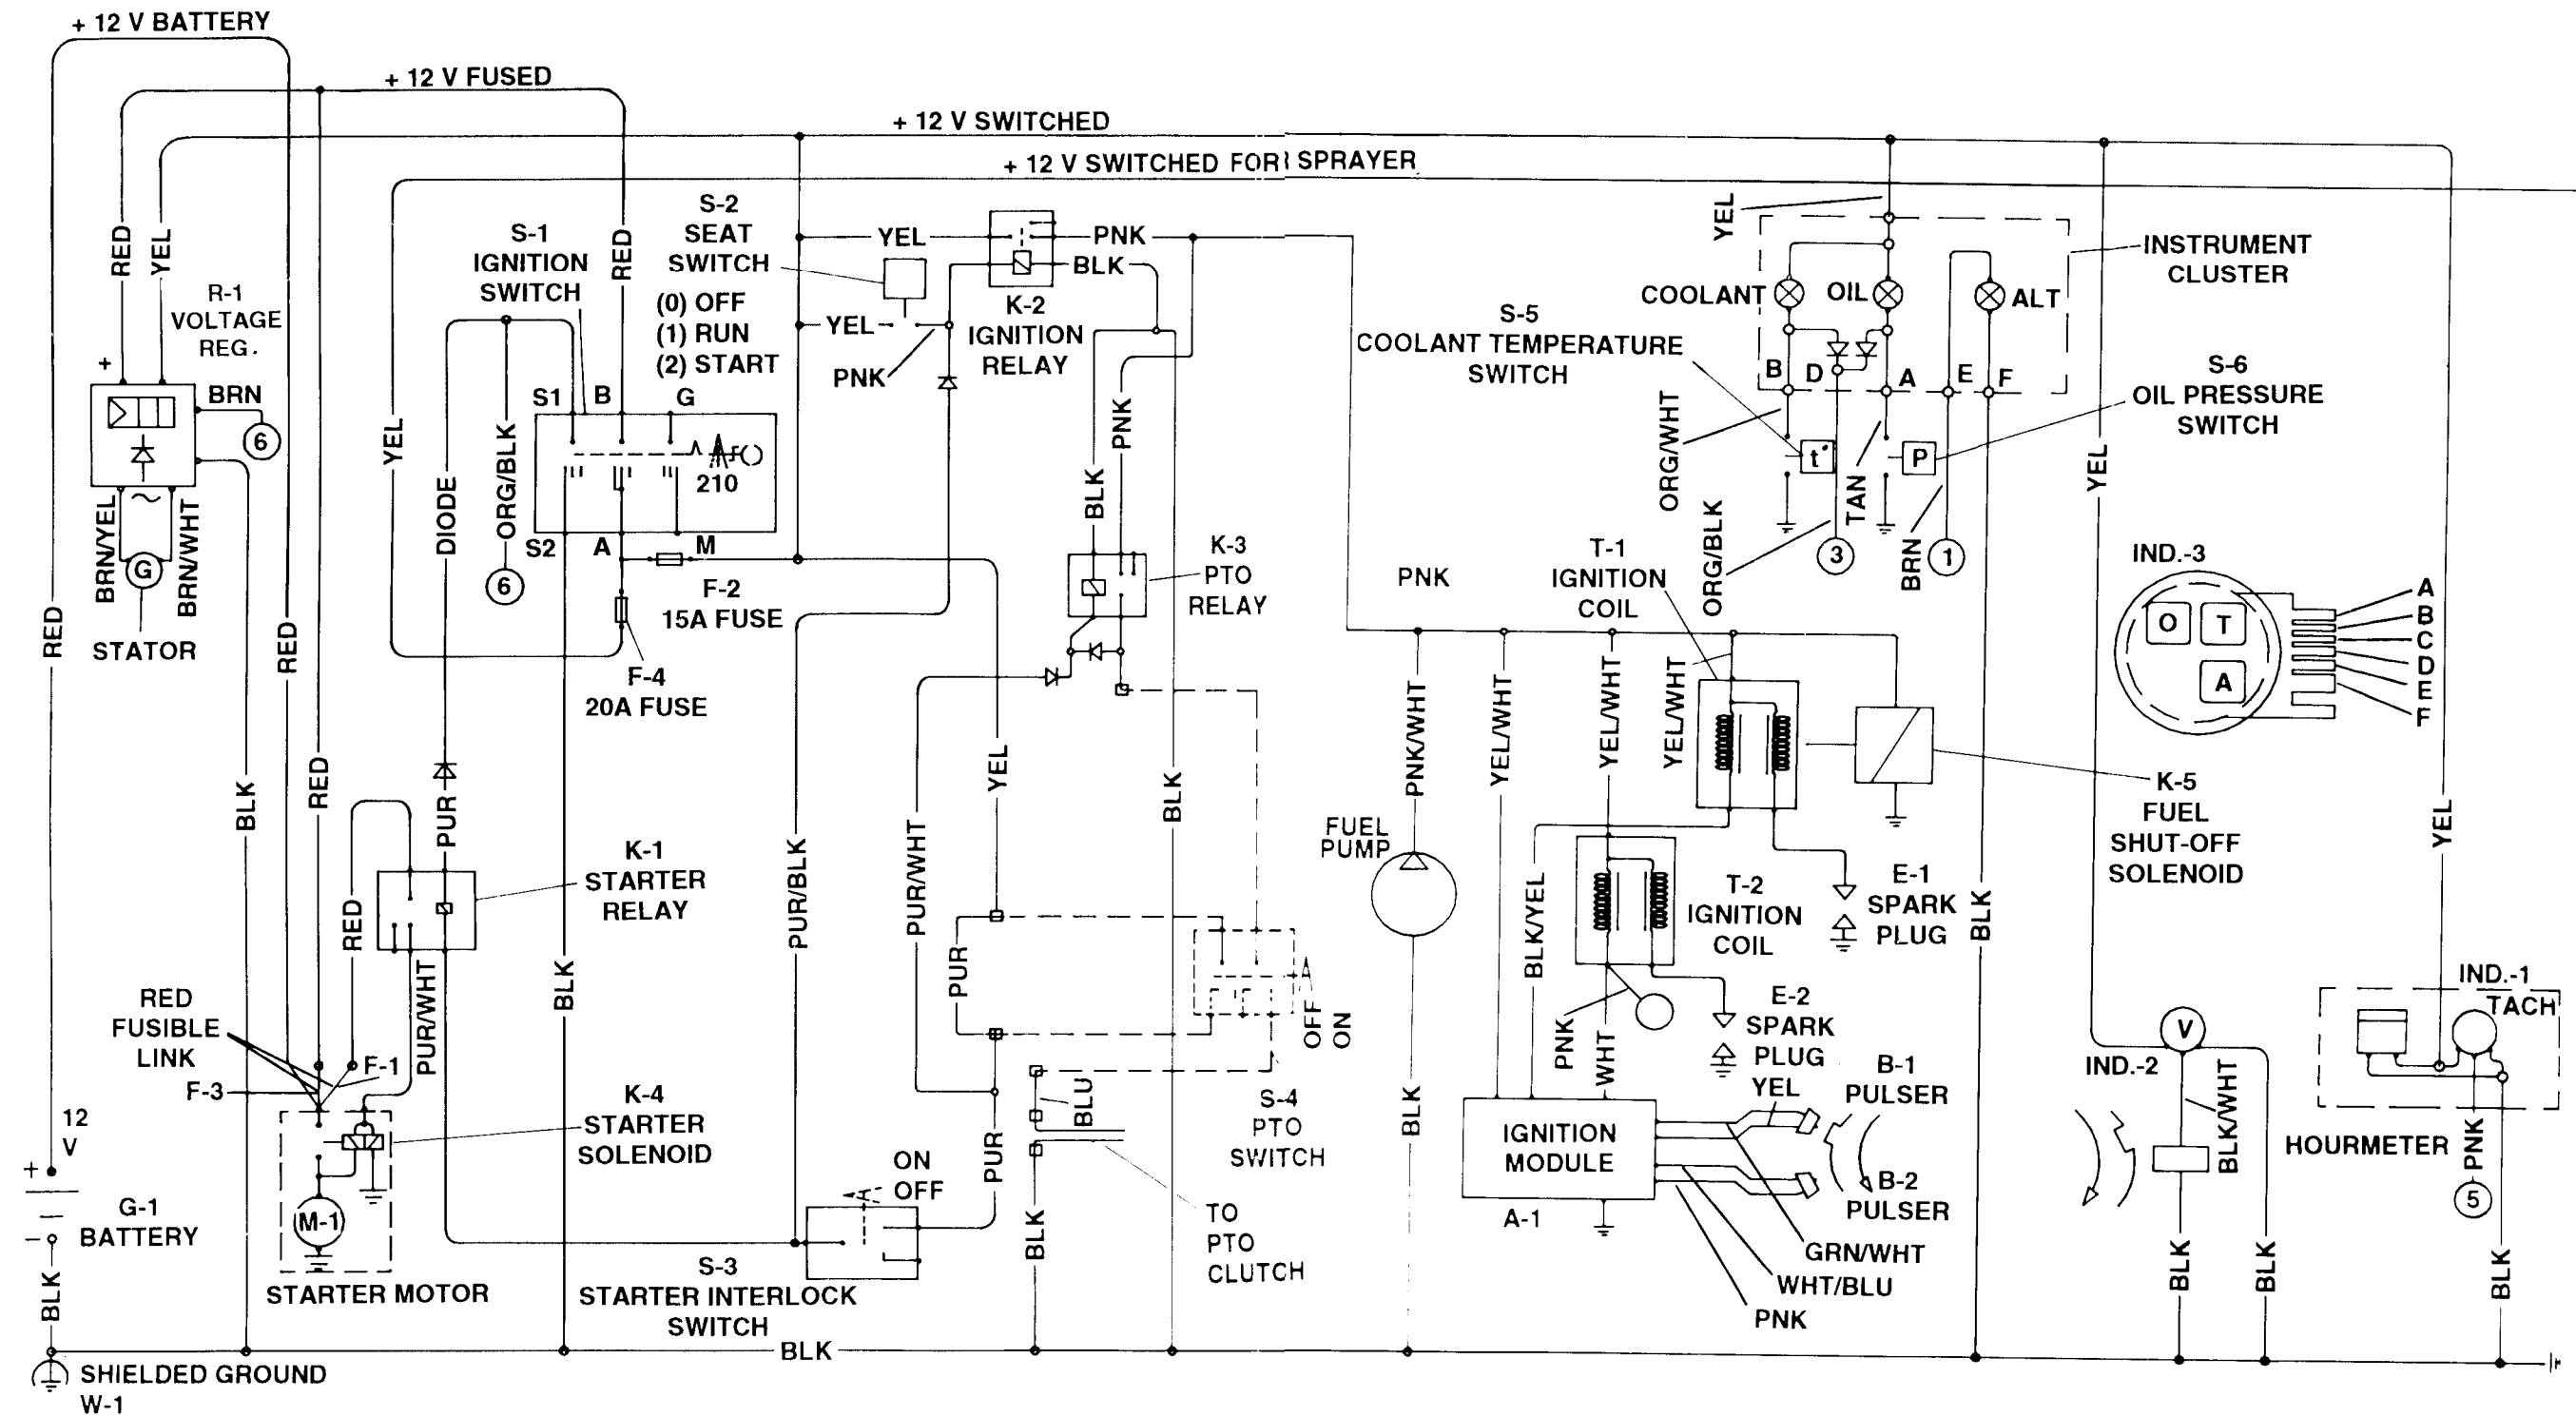 + 12 V BATTERY
+ 12 V FUSED
+ 12 V SWITCHED
+ 12 V SWITCHED FOR SPRAYER
RED
YEL
R-1
VOLTAGE
REG.
+
BRN
6
BRN/YEL
BRN/WHT
G
STATOR
RED
RED
RED
BLK
YEL
DIODE
ORG/BLK
6
S-1
IGNITION
SWITCH
RED
S1
B
G
210
S2
A
M
F-2
15A FUSE
F-4
20A FUSE
S-2
SEAT
SWITCH
(0) OFF
(1) RUN
(2) START
YEL
YEL
PNK
K-2
IGNITION
RELAY
PNK
BLK
BLK
PNK
K-3
PTO
RELAY
PUR
K-1
STARTER
RELAY
RED
PUR/WHT
BLK
PUR/BLK
PUR/WHT
YEL
PUR
PUR
BLK
OFF
ON
S-4
PTO
SWITCH
BLU
BLK
TO
PTO
CLUTCH
ON
OFF
S-3
STARTER INTERLOCK
SWITCH
RED
FUSIBLE
LINK
F-1
F-3
K-4
STARTER
SOLENOID
M-1
STARTER MOTOR
12
V
+
-
G-1
BATTERY
BLK
SHIELDED GROUND
W-1
BLK
YEL
INSTRUMENT
CLUSTER
COOLANT
OIL
ALT
B
D
A
E
F
S-5
COOLANT TEMPERATURE
SWITCH
S-6
OIL PRESSURE
SWITCH
ORG/WHT
t°
P
TAN
ORG/BLK
3
BRN
1
T-1
IGNITION
COIL
PNK
PNK/WHT
YEL/WHT
YEL/WHT
YEL/WHT
FUEL
PUMP
BLK
BLK/YEL
T-2
IGNITION
COIL
E-1
SPARK
PLUG
E-2
SPARK
PLUG
PNK
WHT
YEL
B-1
PULSER
B-2
PULSER
IGNITION
MODULE
A-1
GRN/WHT
WHT/BLU
PNK
BLK
K-5
FUEL
SHUT-OFF
SOLENOID
YEL
IND.-3
O
T
A
A
B
C
D
E
F
YEL
IND.-1
TACH
HOURMETER
PNK
5
BLK
V
IND.-2
BLK/WHT
BLK
BLK